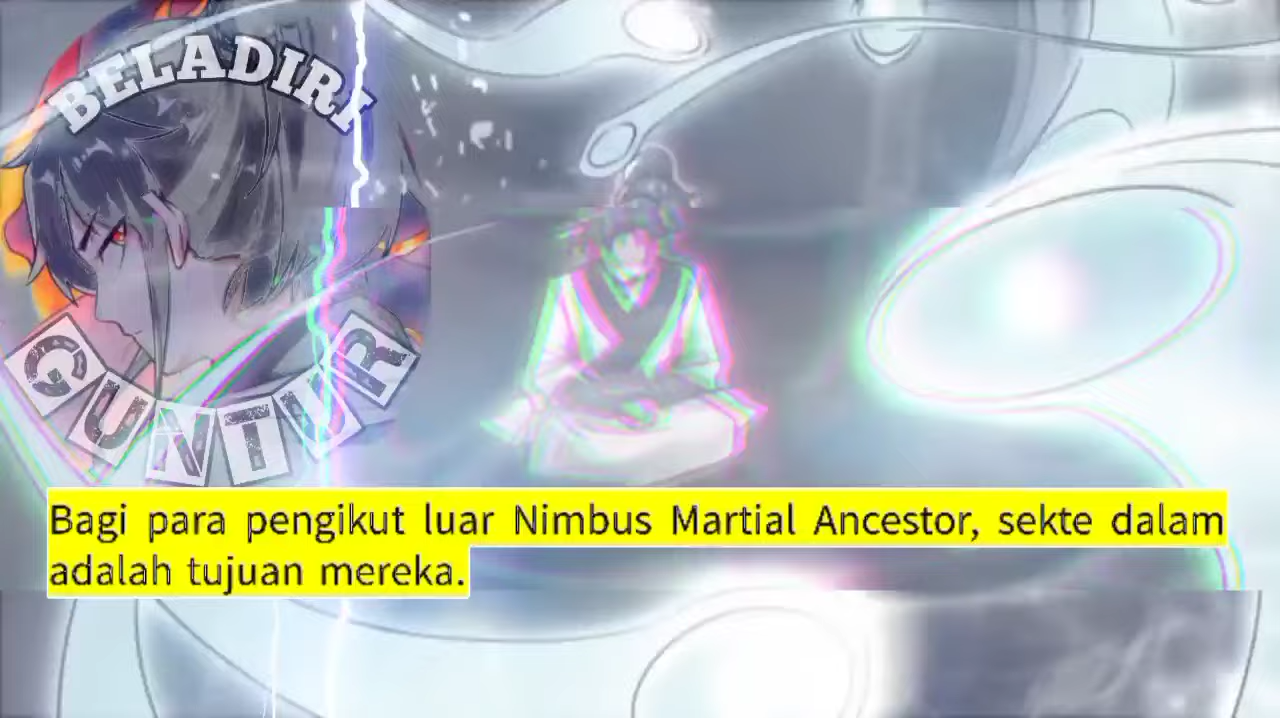 BELADIRI
GUNTUR
Bagi para pengikut luar Nimbus Martial Ancestor, sekte dalam
adalah tujuan mereka.